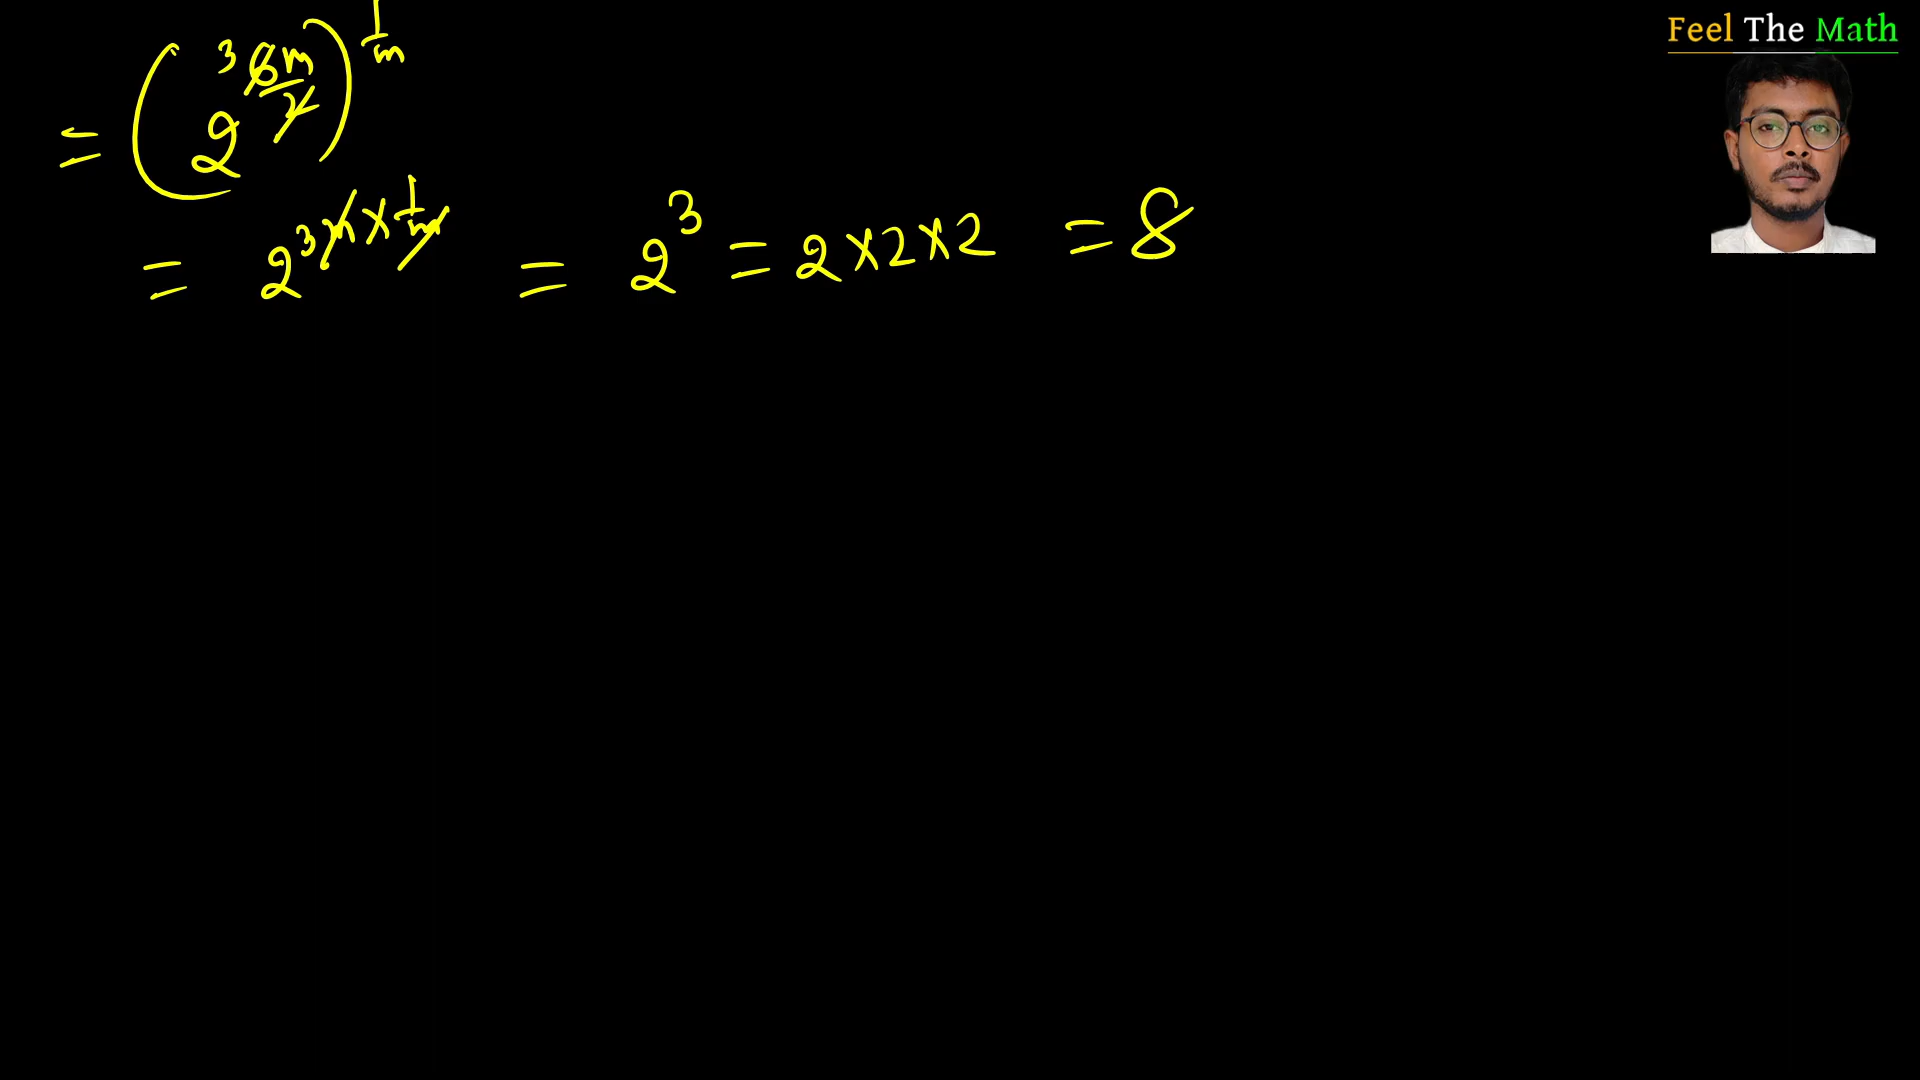 Feel The Math
= (2^(6m/2))^(1/m) 3
= 2^(3m × 1/m) = 2^3 = 2×2×2 = 8